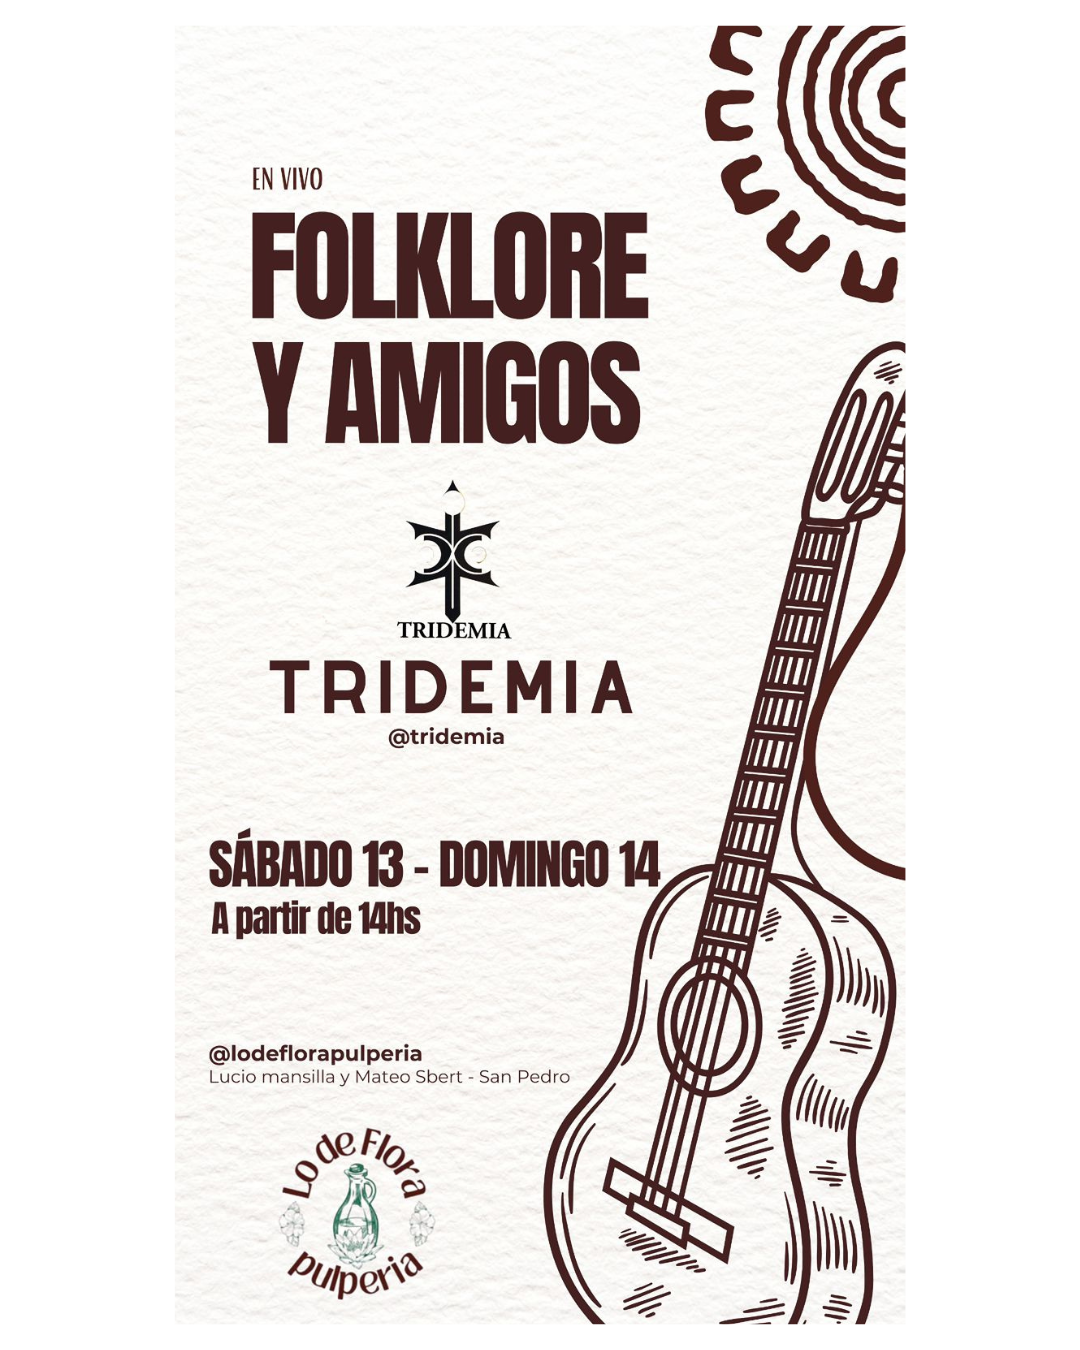 EN VIVO
FOLKLORE
Y AMIGOS
TRIDEMIA
TRIDEMIA
@tridemia
SÁBADO 13 - DOMINGO 14
A partir de 14hs
@lodeflorapulperia
Lucio mansilla y Mateo Sbert - San Pedro
Lo de Flora
pulperia